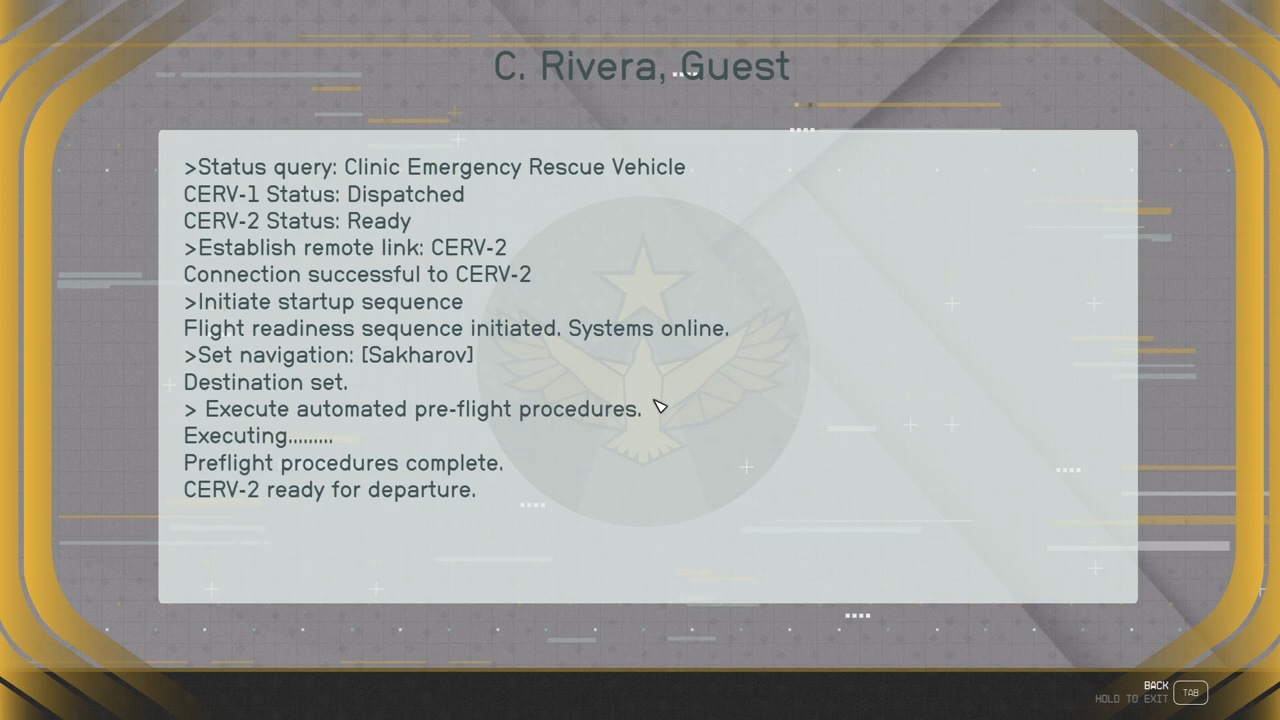 C. Rivera, Guest
>Status query: Clinic Emergency Rescue Vehicle
CERV-1 Status: Dispatched
CERV-2 Status: Ready
>Establish remote link: CERV-2
Connection successful to CERV-2
>Initiate startup sequence
Flight readiness sequence initiated. Systems online.
>Set navigation: [Sakharov]
Destination set.
> Execute automated pre-flight procedures.
Executing.........
Preflight procedures complete.
CERV-2 ready for departure.
BACK
HOLD TO EXIT
TAB